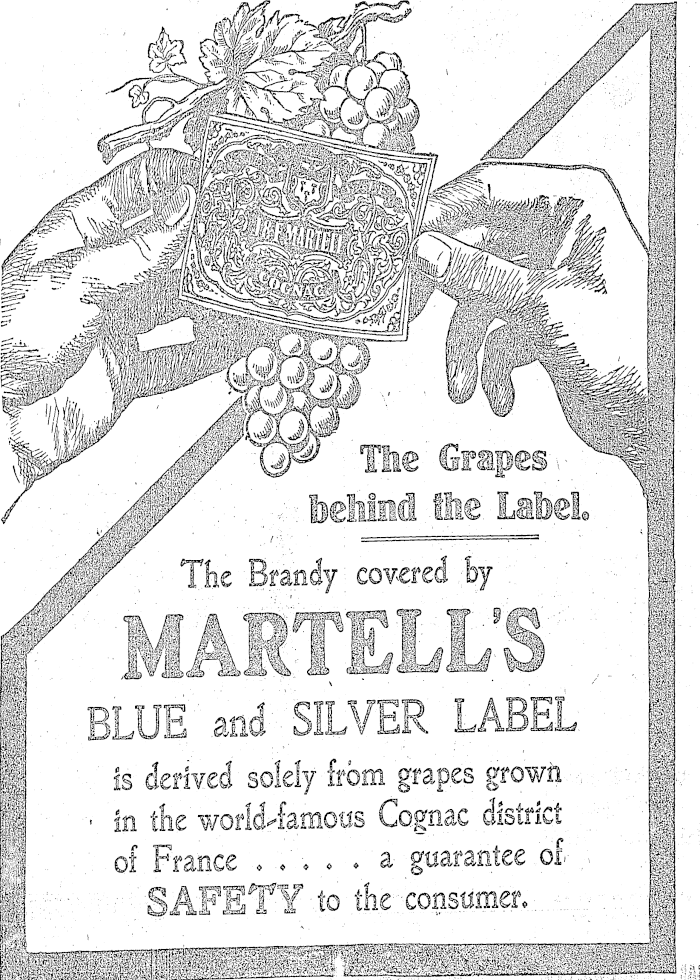 J & F MARTELL
COGNAC
The Grapes
behind the Label.
The Brandy covered by
MARTELL'S
BLUE and SILVER LABEL
is derived solely from grapes grown
in the world-famous Cognac district
of France . . . . . a guarantee of
SAFETY to the consumer.